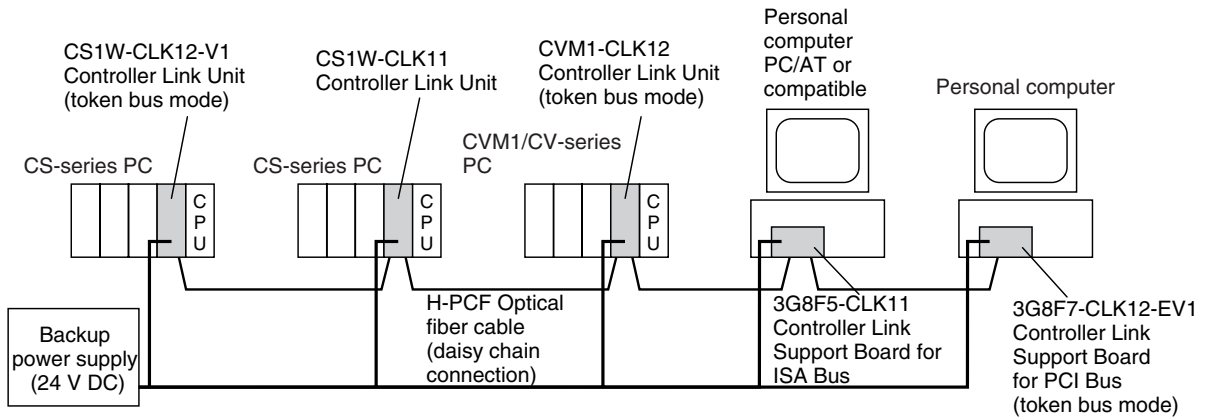 CS1W-CLK12-V1
Controller Link Unit
(token bus mode)
CS1W-CLK11
Controller Link Unit
CVM1-CLK12
Controller Link Unit
(token bus mode)
Personal
computer
PC/AT or
compatible
Personal computer
CS-series PC
CS-series PC
CVM1/CV-series
PC
C
P
U
C
P
U
C
P
U
Backup
power supply
(24 V DC)
H-PCF Optical
fiber cable
(daisy chain
connection)
3G8F5-CLK11
Controller Link
Support Board for
ISA Bus
3G8F7-CLK12-EV1
Controller Link
Support Board
for PCI Bus
(token bus mode)